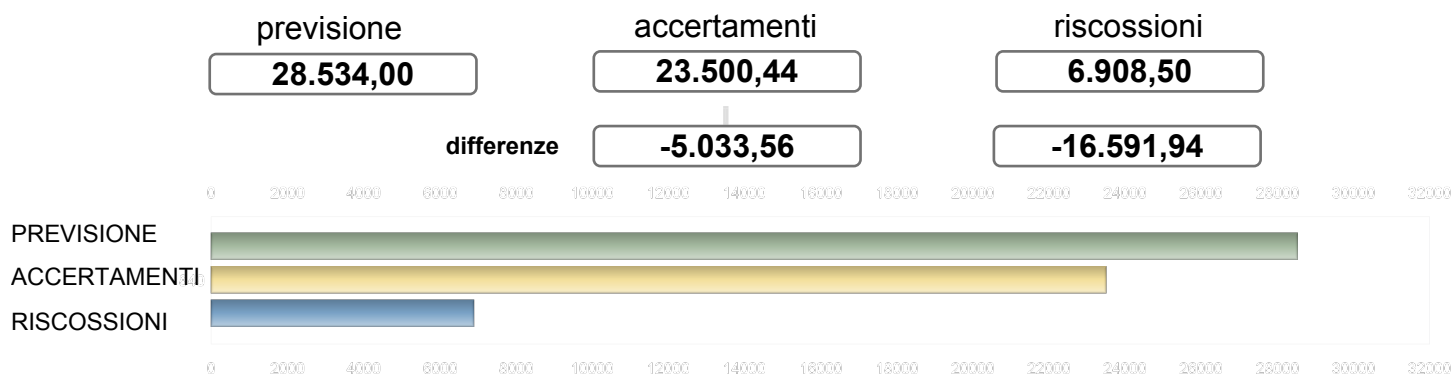 previsione accertamenti riscossioni
28.534,00 23.500,44 6.908,50
differenze -5.033,56 -16.591,94
0 2000 4000 6000 8000 10000 12000 14000 16000 18000 20000 22000 24000 26000 28000 30000 32000
PREVISIONE
ACCERTAMENTI
RISCOSSIONI
0 2000 4000 6000 8000 10000 12000 14000 16000 18000 20000 22000 24000 26000 28000 30000 32000